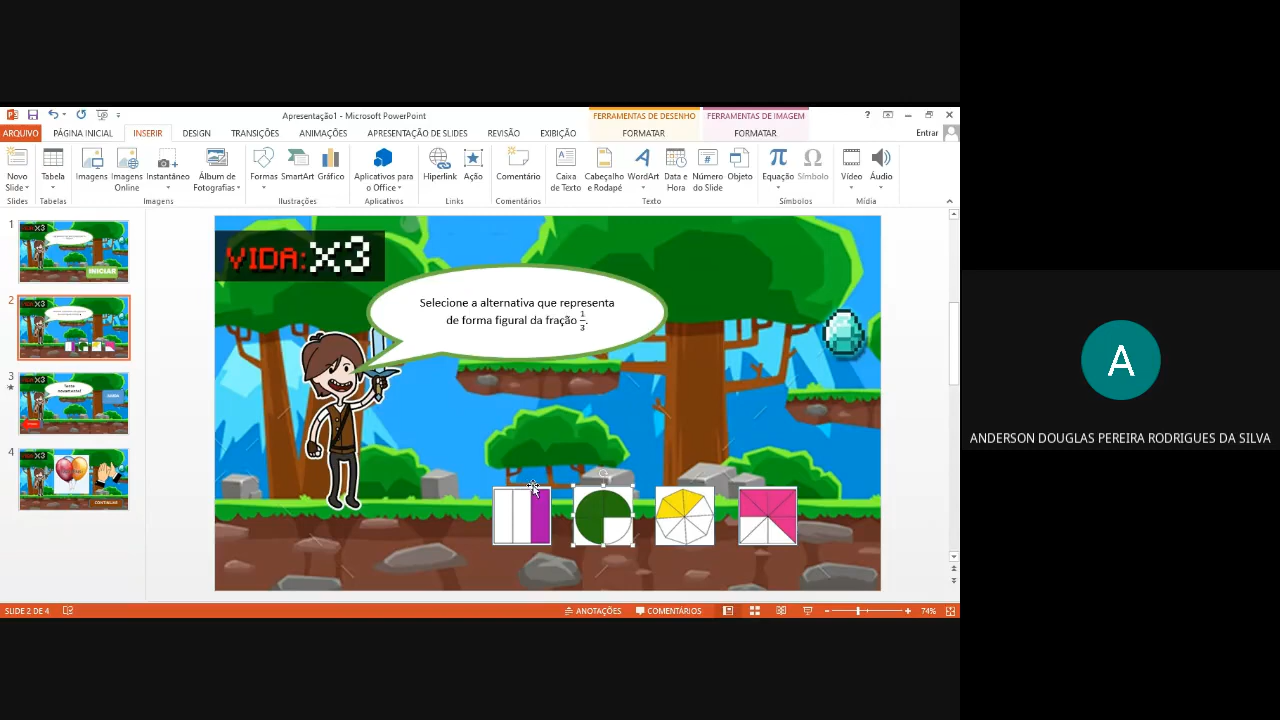 Apresentação1 - Microsoft PowerPoint
FERRAMENTAS DE DESENHO
FERRAMENTAS DE IMAGEM
ARQUIVO
PÁGINA INICIAL
INSERIR
DESIGN
TRANSIÇÕES
ANIMAÇÕES
APRESENTAÇÃO DE SLIDES
REVISÃO
EXIBIÇÃO
FORMATAR
FORMATAR
Entrar
Novo
Slide
Tabela
Imagens
Imagens
Online
Instantâneo
Álbum de
Fotografias
Formas
SmartArt
Gráfico
Aplicativos para
o Office
Hiperlink
Ação
Comentário
Caixa
de Texto
Cabeçalho
e Rodapé
WordArt
Data e
Hora
Número
do Slide
Objeto
Equação
Símbolo
Vídeo
Áudio
Slides
Tabelas
Imagens
Ilustrações
Aplicativos
Links
Comentários
Texto
Símbolos
Mídia
1
INICIAR
2
3
4
VIDA:x3
Selecione a alternativa que representa
de forma figural da fração 1/3.
SLIDE 2 DE 4
ANOTAÇÕES
COMENTÁRIOS
74%
A
ANDERSON DOUGLAS PEREIRA RODRIGUES DA SILVA